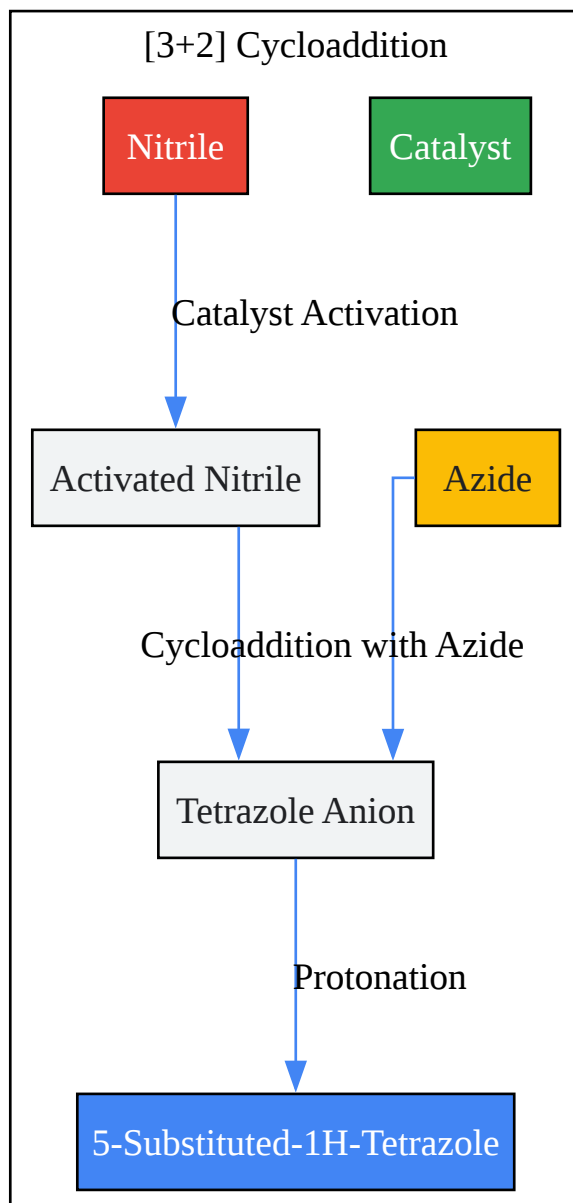 [3+2] Cycloaddition
Nitrile
Catalyst
Catalyst Activation
Activated Nitrile
Azide
Cycloaddition with Azide
Tetrazole Anion
Protonation
5-Substituted-1H-Tetrazole